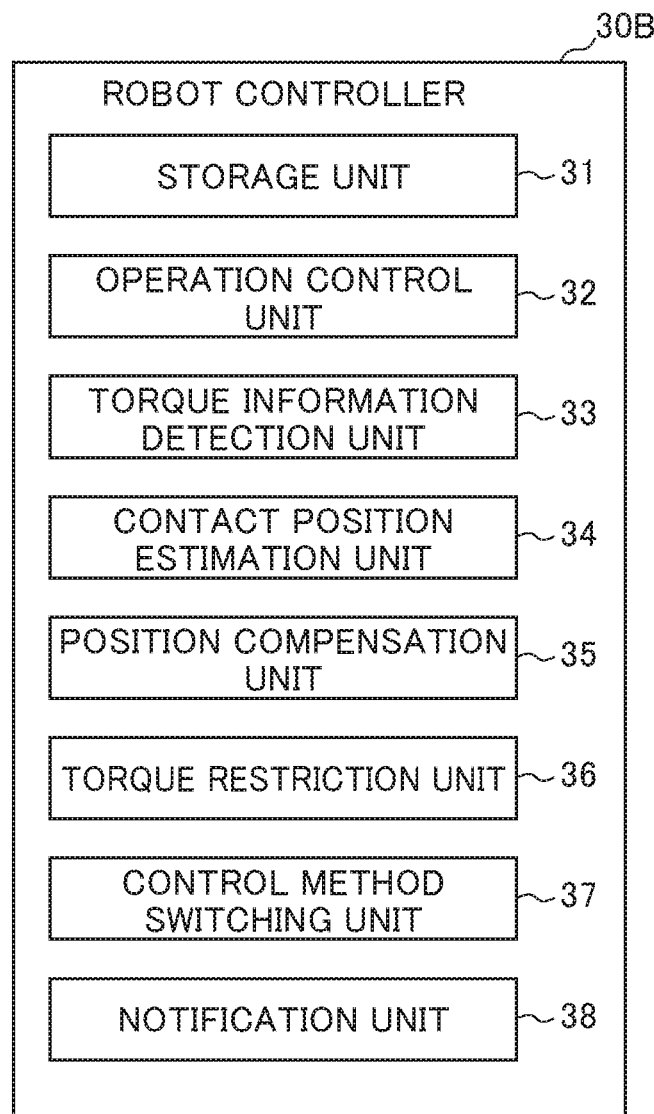 30B
ROBOT CONTROLLER
STORAGE UNIT
31
OPERATION CONTROL
UNIT
32
TORQUE INFORMATION
DETECTION UNIT
33
CONTACT POSITION
ESTIMATION UNIT
34
POSITION COMPENSATION
UNIT
35
TORQUE RESTRICTION UNIT
36
CONTROL METHOD
SWITCHING UNIT
37
NOTIFICATION UNIT
38